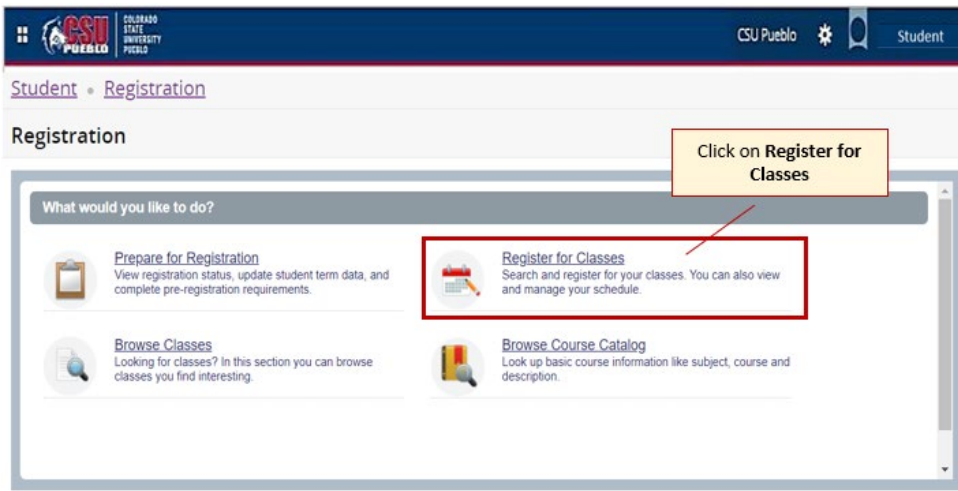 CSU
PUEBLO
COLORADO
STATE
UNIVERSITY
PUEBLO
CSU Pueblo
Student
Student • Registration
Registration
Click on Register for
Classes
What would you like to do?
Prepare for Registration
View registration status, update student term data, and
complete pre-registration requirements.
Register for Classes
Search and register for your classes. You can also view
and manage your schedule.
Browse Classes
Looking for classes? In this section you can browse
classes you find interesting.
Browse Course Catalog
Look up basic course information like subject, course and
description.